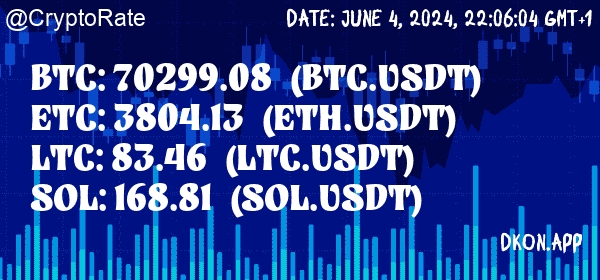 @CryptoRate
DATE: JUNE 4, 2024, 22:06:04 GMT+1
BTC: 70299.08 (BTC.USDT)
ETC: 3804.13 (ETH.USDT)
LTC: 83.46 (LTC.USDT)
SOL: 168.81 (SOL.USDT)
DKON.APP